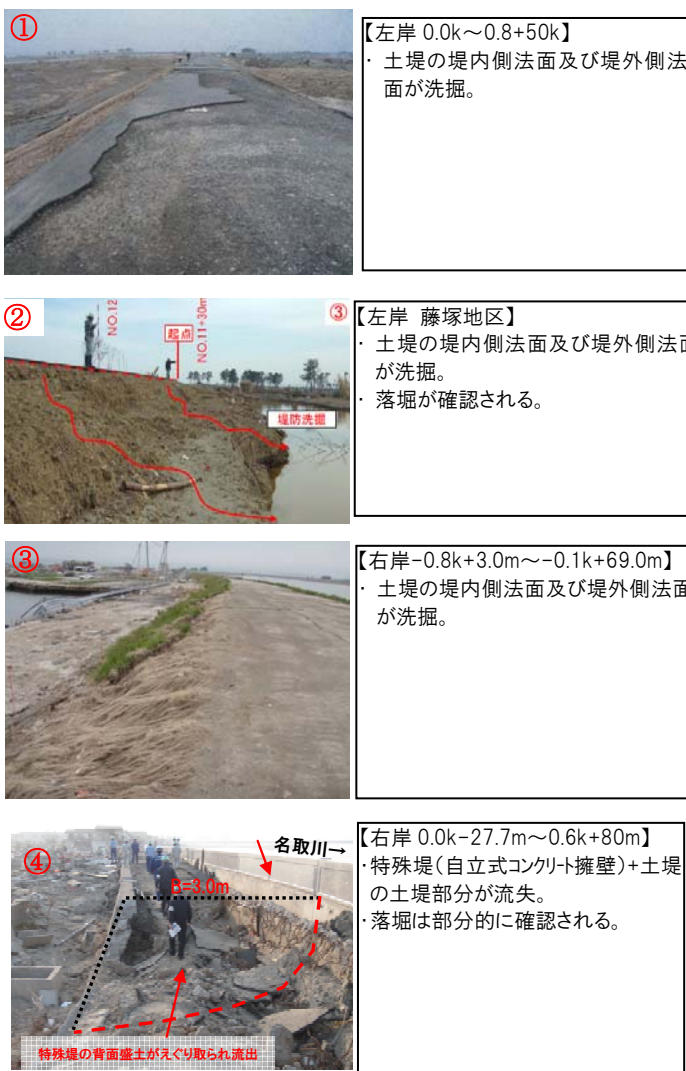 ①
【左岸 0.0k～0.8+50k】
・ 土堤の堤内側法面及び堤外側法
面が洗掘。
②
NO.12
起点
NO.11+30m
③
堤防洗掘
【左岸 藤塚地区】
・ 土堤の堤内側法面及び堤外側法面
が洗掘。
・ 落堀が確認される。
③
【右岸-0.8k+3.0m～-0.1k+69.0m】
・ 土堤の堤内側法面及び堤外側法面
が洗掘。
④
名取川→
B=3.0m
特殊堤の背面盛土がえぐり取られ流出
【右岸 0.0k-27.7m～0.6k+80m】
・特殊堤（自立式ｺﾝｸﾘｰﾄ擁壁）+土堤
の土堤部分が流失。
・落堀は部分的に確認される。